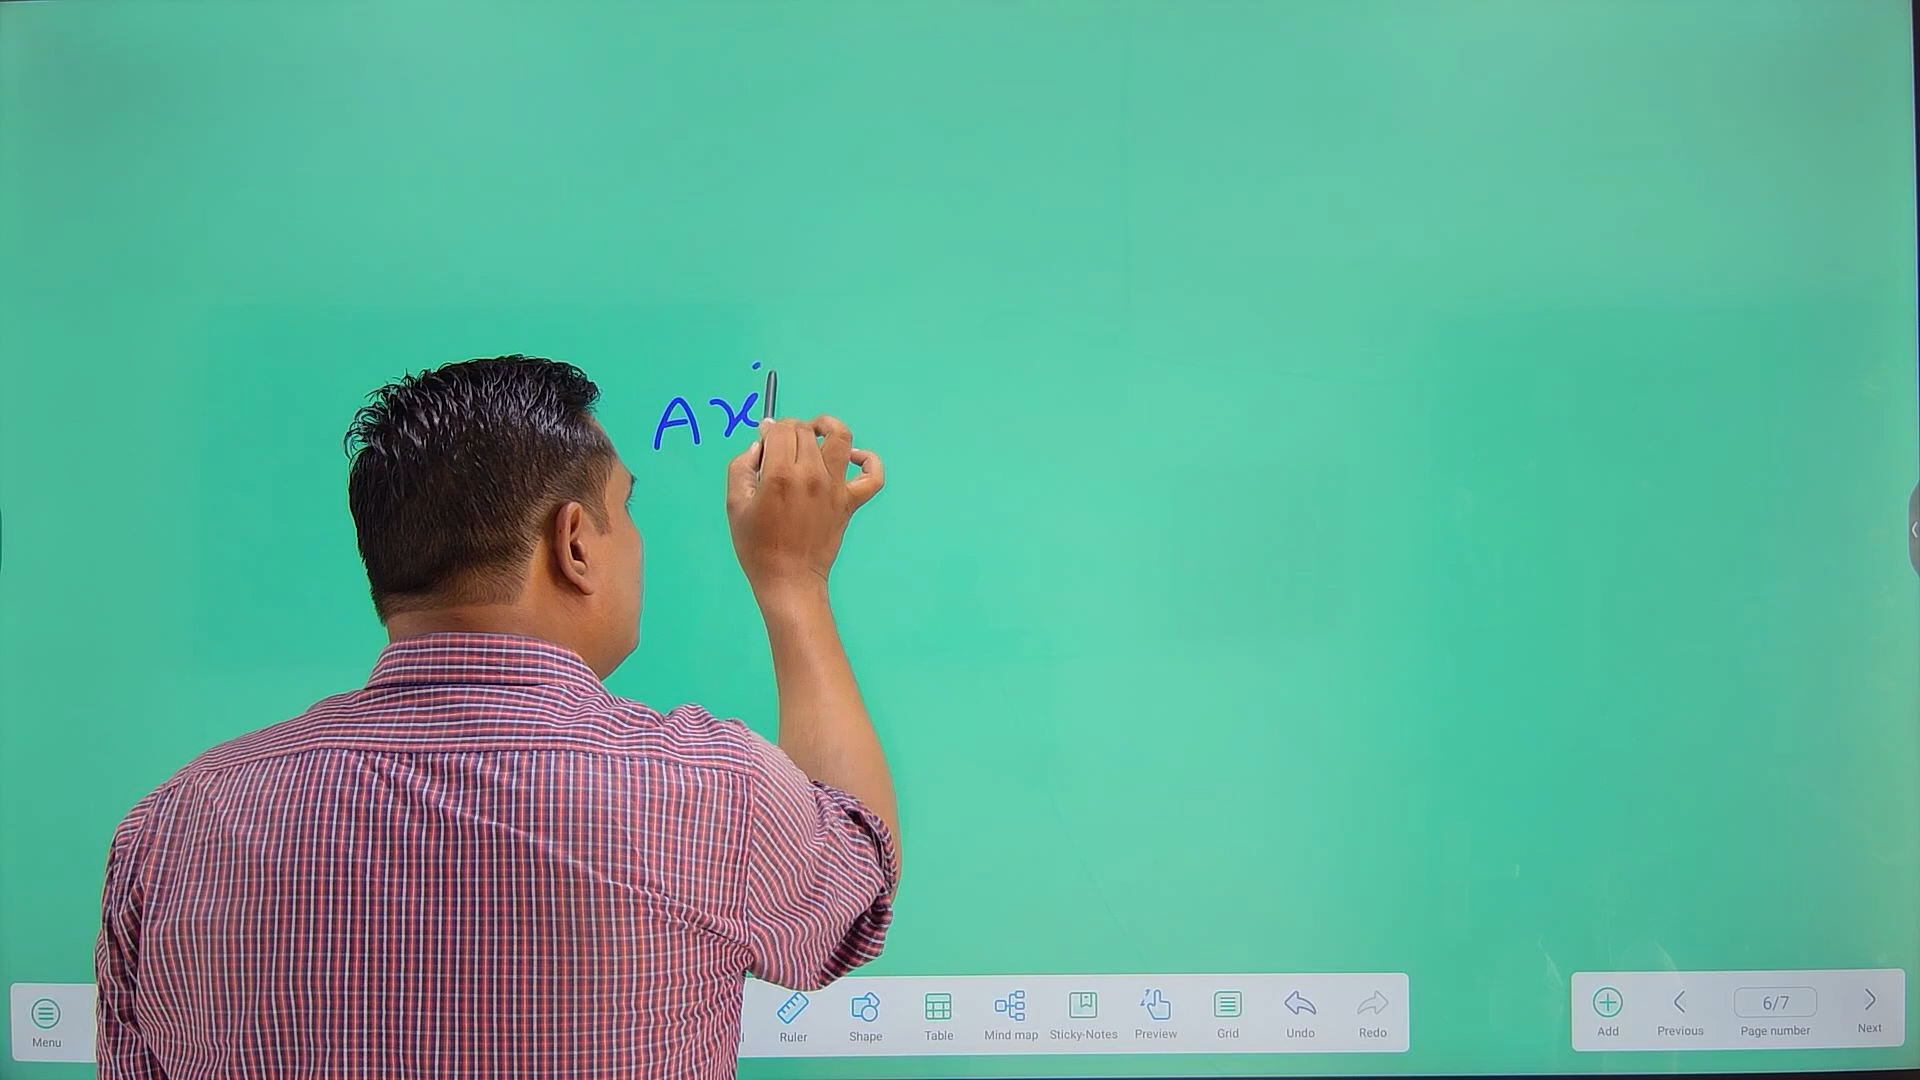 Axi
Menu
Ruler Shape Table Mind map Sticky-Notes Preview Grid Undo Redo
Add Previous 6/7 Page number Next